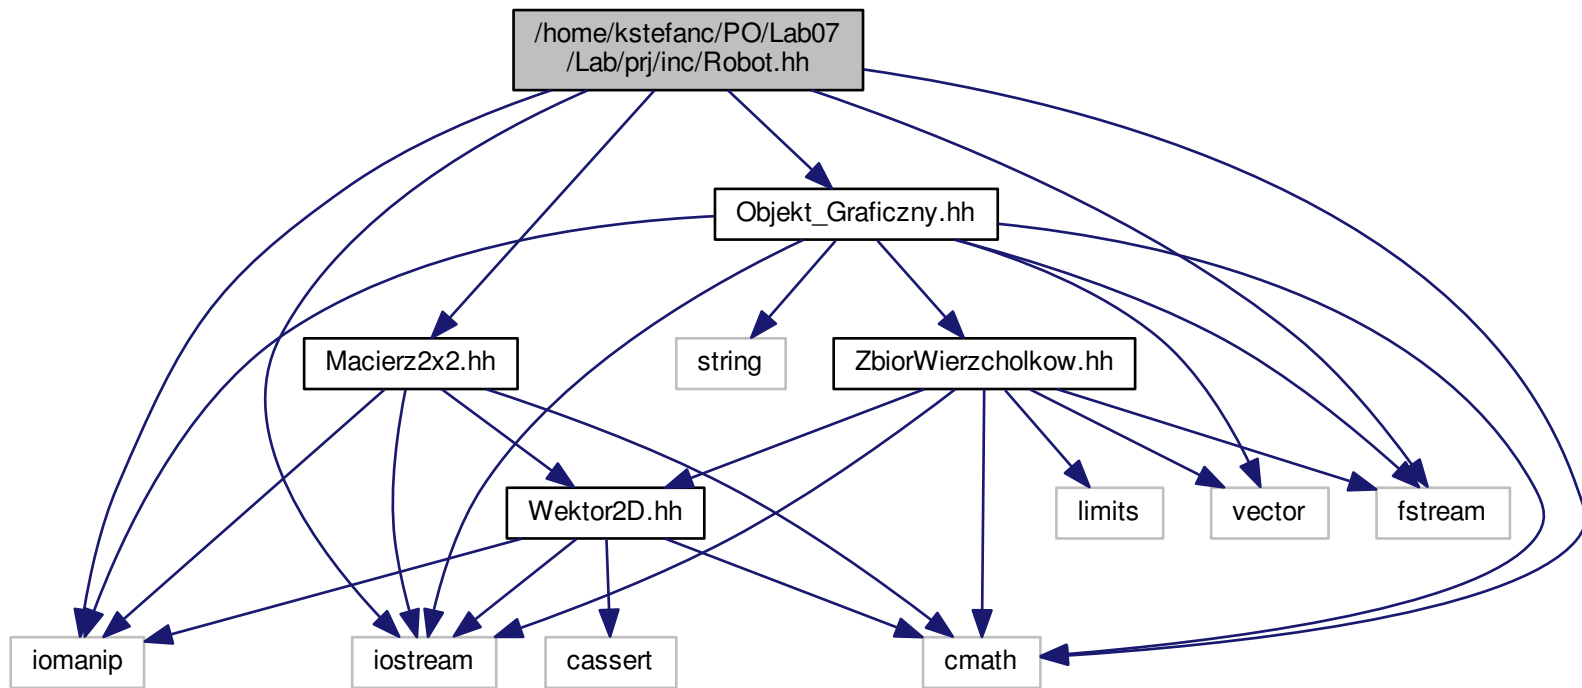 /home/kstefanc/PO/Lab07
/Lab/prj/inc/Robot.hh
Objekt_Graficzny.hh
Macierz2x2.hh
string
ZbiorWierzcholkow.hh
Wektor2D.hh
limits
vector
fstream
iomanip
iostream
cassert
cmath